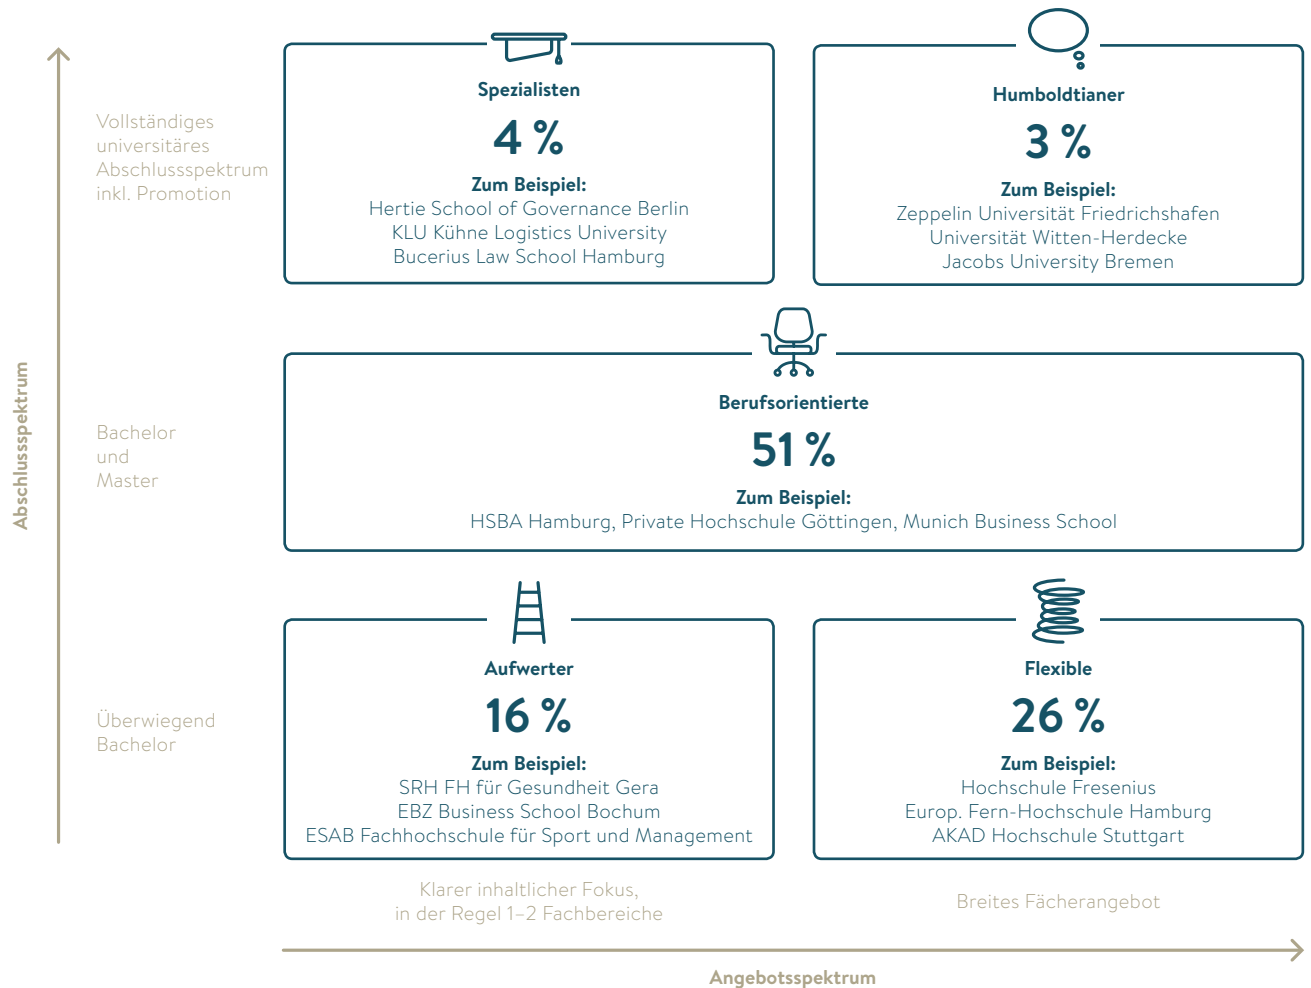 Abschlussspektrum
Vollständiges
universitäres
Abschlussspektrum
inkl. Promotion
Spezialisten
4 %
Zum Beispiel:
Hertie School of Governance Berlin
KLU Kühne Logistics University
Bucerius Law School Hamburg
Humboldtianer
3 %
Zum Beispiel:
Zeppelin Universität Friedrichshafen
Universität Witten-Herdecke
Jacobs University Bremen
Bachelor
und
Master
Berufsorientierte
51 %
Zum Beispiel:
HSBA Hamburg, Private Hochschule Göttingen, Munich Business School
Überwiegend
Bachelor
Aufwerter
16 %
Zum Beispiel:
SRH FH für Gesundheit Gera
EBZ Business School Bochum
ESAB Fachhochschule für Sport und Management
Flexible
26 %
Zum Beispiel:
Hochschule Fresenius
Europ. Fern-Hochschule Hamburg
AKAD Hochschule Stuttgart
Klarer inhaltlicher Fokus,
in der Regel 1–2 Fachbereiche
Breites Fächerangebot
Angebotsspektrum